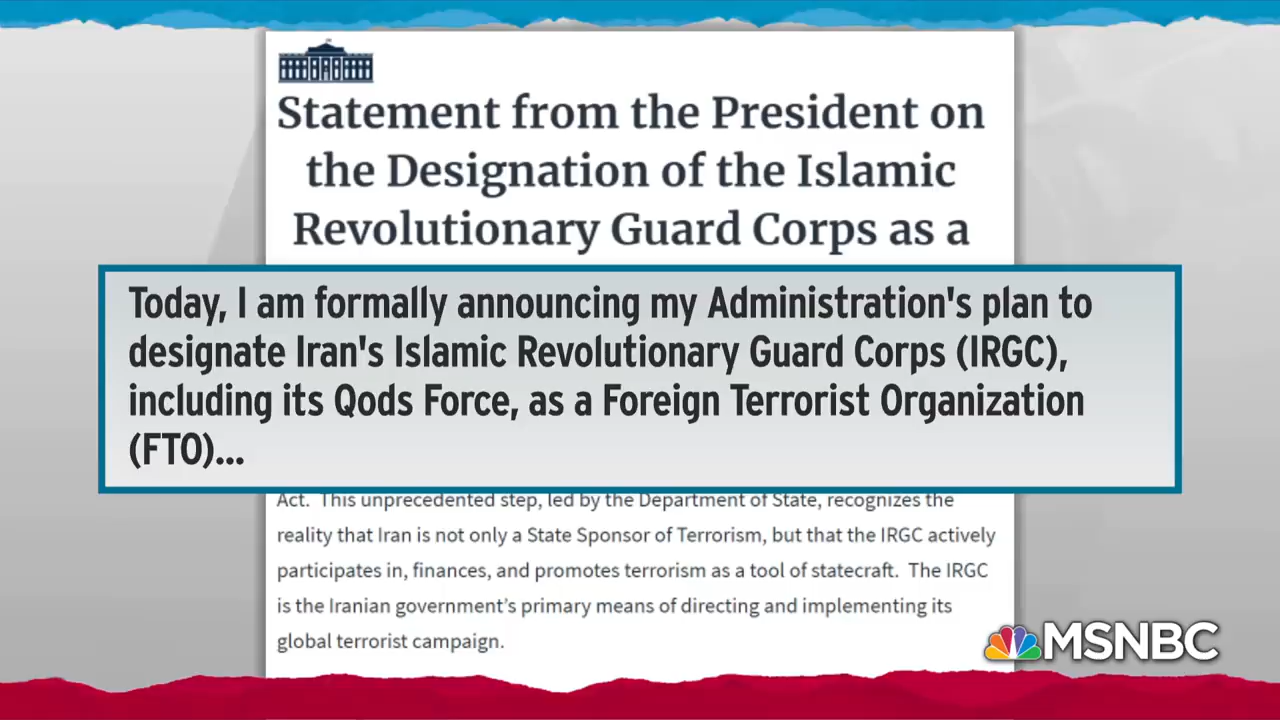 Statement from the President on
the Designation of the Islamic
Revolutionary Guard Corps as a
Today, I am formally announcing my Administration's plan to
designate Iran's Islamic Revolutionary Guard Corps (IRGC),
including its Qods Force, as a Foreign Terrorist Organization
(FTO)...
Act.  This unprecedented step, led by the Department of State, recognizes the
reality that Iran is not only a State Sponsor of Terrorism, but that the IRGC actively
participates in, finances, and promotes terrorism as a tool of statecraft.  The IRGC
is the Iranian government’s primary means of directing and implementing its
global terrorist campaign.
MSNBC